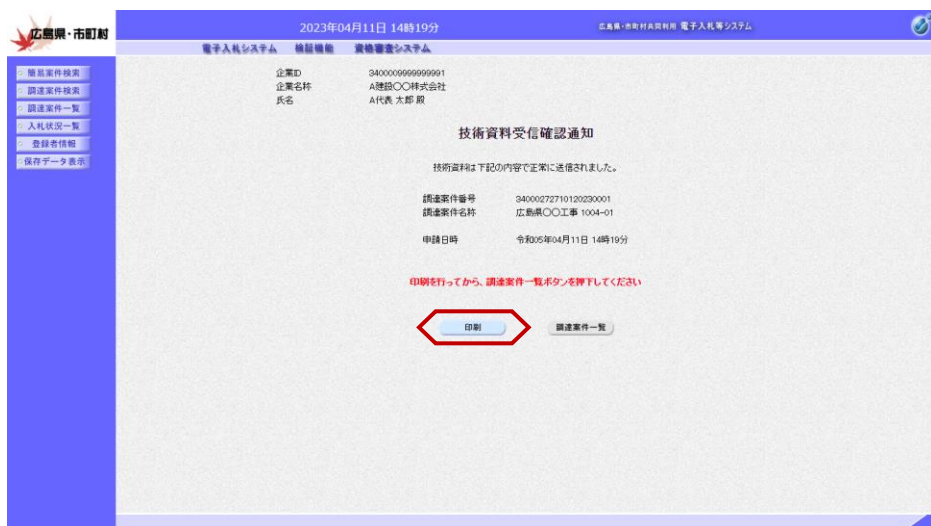 広島県・市町村
2023年04月11日 14時19分
広島県・市町村共同利用 電子入札等システム
電子入札システム 検証機能 資格審査システム
簡易案件検索
調達案件検索
調達案件一覧
入札状況一覧
登録者情報
保存データ表示
企業ID 3400009999999991
企業名称 A建設〇〇株式会社
氏名 A代表 太郎 殿
技術資料受信確認通知
技術資料は下記の内容で正常に送信されました。
調達案件番号 34000272710120230001
調達案件名称 広島県〇〇工事 1004-01
申請日時 令和05年04月11日 14時19分
印刷を行ってから、調達案件一覧ボタンを押下してください
印刷 調達案件一覧